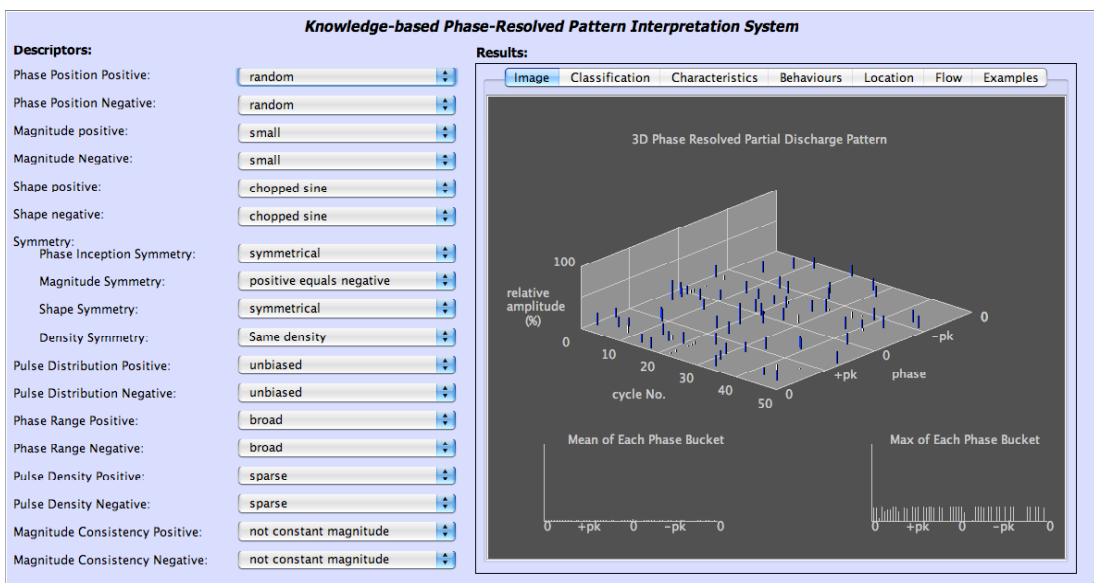 Knowledge-based Phase-Resolved Pattern Interpretation System
Descriptors:
Phase Position Positive: random
Phase Position Negative: random
Magnitude positive: small
Magnitude Negative: small
Shape positive: chopped sine
Shape negative: chopped sine
Symmetry:
Phase Inception Symmetry: symmetrical
Magnitude Symmetry: positive equals negative
Shape Symmetry: symmetrical
Density Symmetry: Same density
Pulse Distribution Positive: unbiased
Pulse Distribution Negative: unbiased
Phase Range Positive: broad
Phase Range Negative: broad
Pulse Density Positive: sparse
Pulse Density Negative: sparse
Magnitude Consistency Positive: not constant magnitude
Magnitude Consistency Negative: not constant magnitude
Results:
Image Classification Characteristics Behaviours Location Flow Examples
3D Phase Resolved Partial Discharge Pattern
100
relative
amplitude
(%)
0 10 20 30 40 50
cycle No.
0 +pk 0 -pk 0
phase
Mean of Each Phase Bucket
0 +pk 0 -pk 0
Max of Each Phase Bucket
0 +pk 0 -pk 0